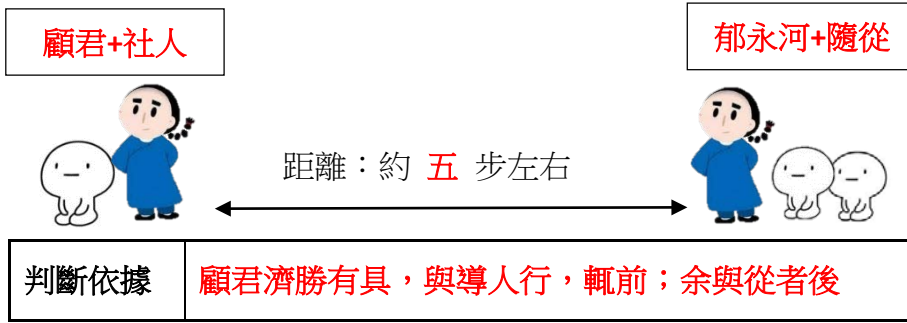 顧君+社人
郁永河+隨從
距離：約 五 步左右
判斷依據
顧君濟勝有具，與導人行，輒前；余與從者後